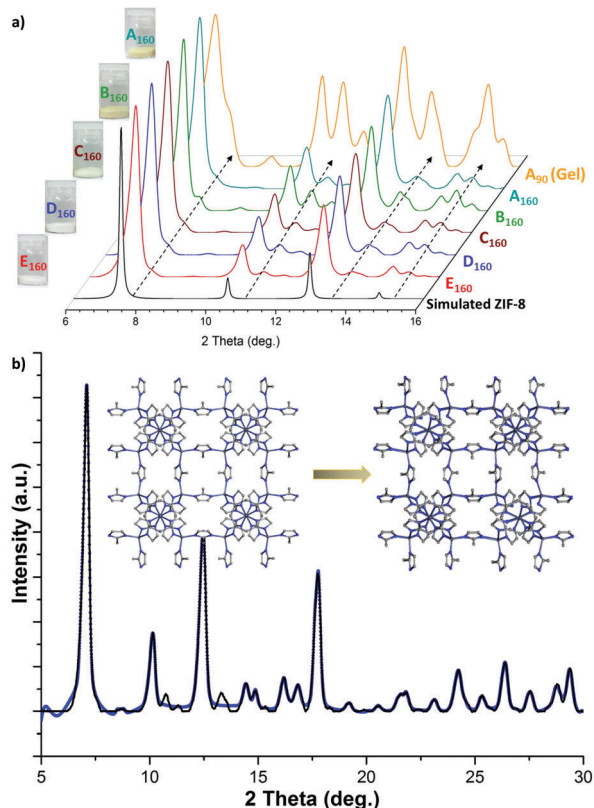 a)
A160
B160
C160
D160
E160
A90 (Gel)
A160
B160
C160
D160
E160
Simulated ZIF-8
6 8 10 12 14 16
2 Theta (deg.)
b)
Intensity (a.u.)
5 10 15 20 25 30
2 Theta (deg.)